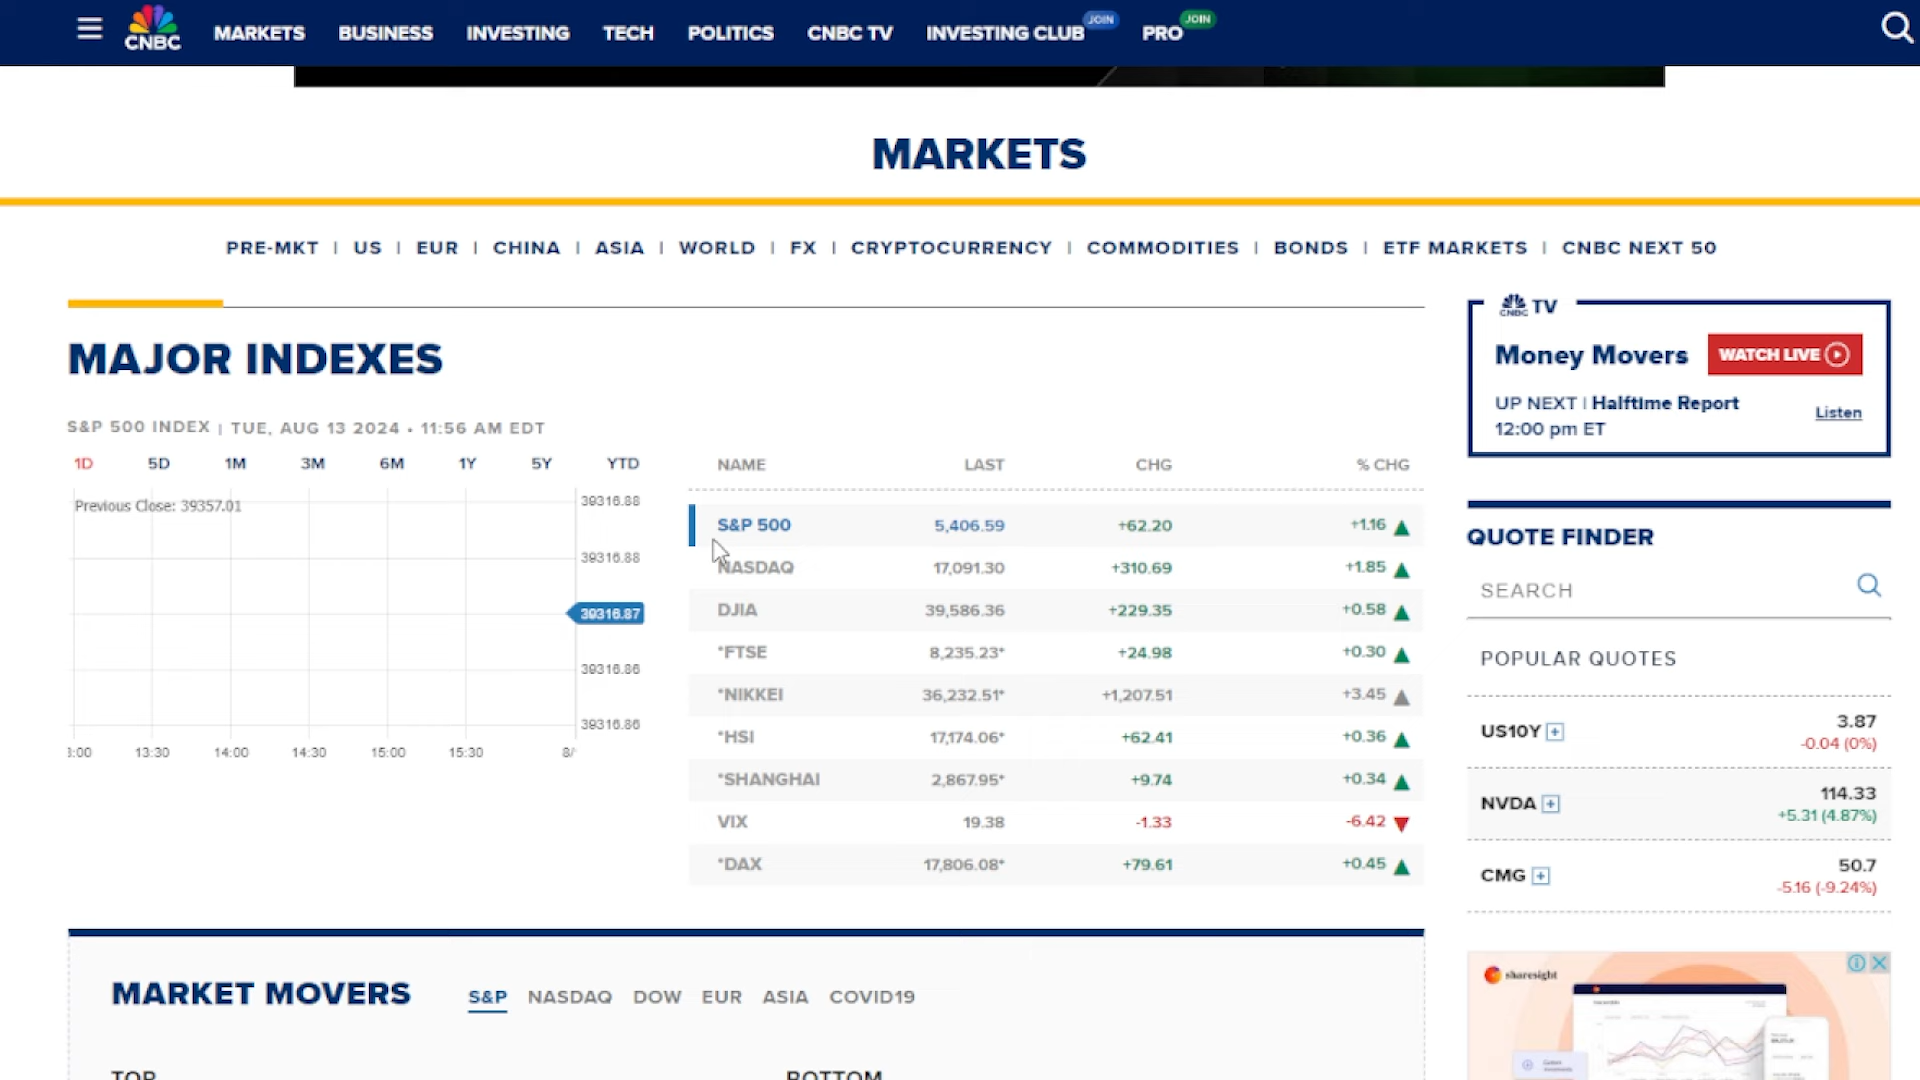 CNBC MARKETS BUSINESS INVESTING TECH POLITICS CNBC TV INVESTING CLUB JOIN PRO JOIN
MARKETS
PRE-MKT | US | EUR | CHINA | ASIA | WORLD | FX | CRYPTOCURRENCY | COMMODITIES | BONDS | ETF MARKETS | CNBC NEXT 50
MAJOR INDEXES
S&P 500 INDEX | TUE, AUG 13 2024 • 11:56 AM EDT
1D 5D 1M 3M 6M 1Y 5Y YTD
Previous Close: 39357.01
39316.88
39316.88
39316.87
39316.86
39316.86
13:30 14:00 14:30 15:00 15:30
NAME LAST CHG % CHG
S&P 500 5,406.59 +62.20 +1.16
NASDAQ 17,091.30 +310.69 +1.85
DJIA 39,586.36 +229.35 +0.58
*FTSE 8,235.23* +24.98 +0.30
*NIKKEI 36,232.51* +1,207.51 +3.45
*HSI 17,174.06* +62.41 +0.36
*SHANGHAI 2,867.95* +9.74 +0.34
VIX 19.38 -1.33 -6.42
*DAX 17,806.08* +79.61 +0.45
CNBC TV
Money Movers WATCH LIVE
UP NEXT | Halftime Report
12:00 pm ET
Listen
QUOTE FINDER
SEARCH
POPULAR QUOTES
US10Y 3.87
-0.04 (0%)
NVDA 114.33
+5.31 (4.87%)
CMG 50.7
-5.16 (-9.24%)
sharesight
MARKET MOVERS S&P NASDAQ DOW EUR ASIA COVID19
TOP BOTTOM